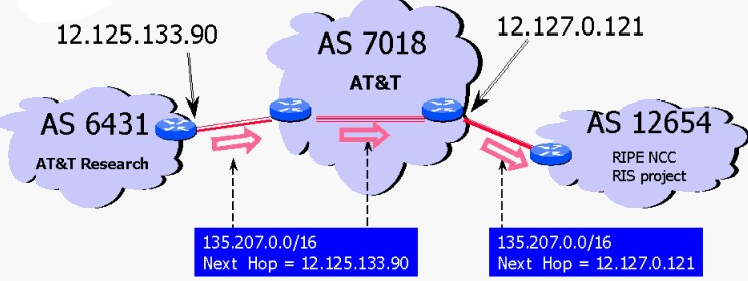 12.125.133.90
12.127.0.121
AS 7018
AT&T
AS 6431
AT&T Research
AS 12654
RIPE NCC
RIS project
135.207.0.0/16
Next Hop = 12.125.133.90
135.207.0.0/16
Next Hop = 12.127.0.121